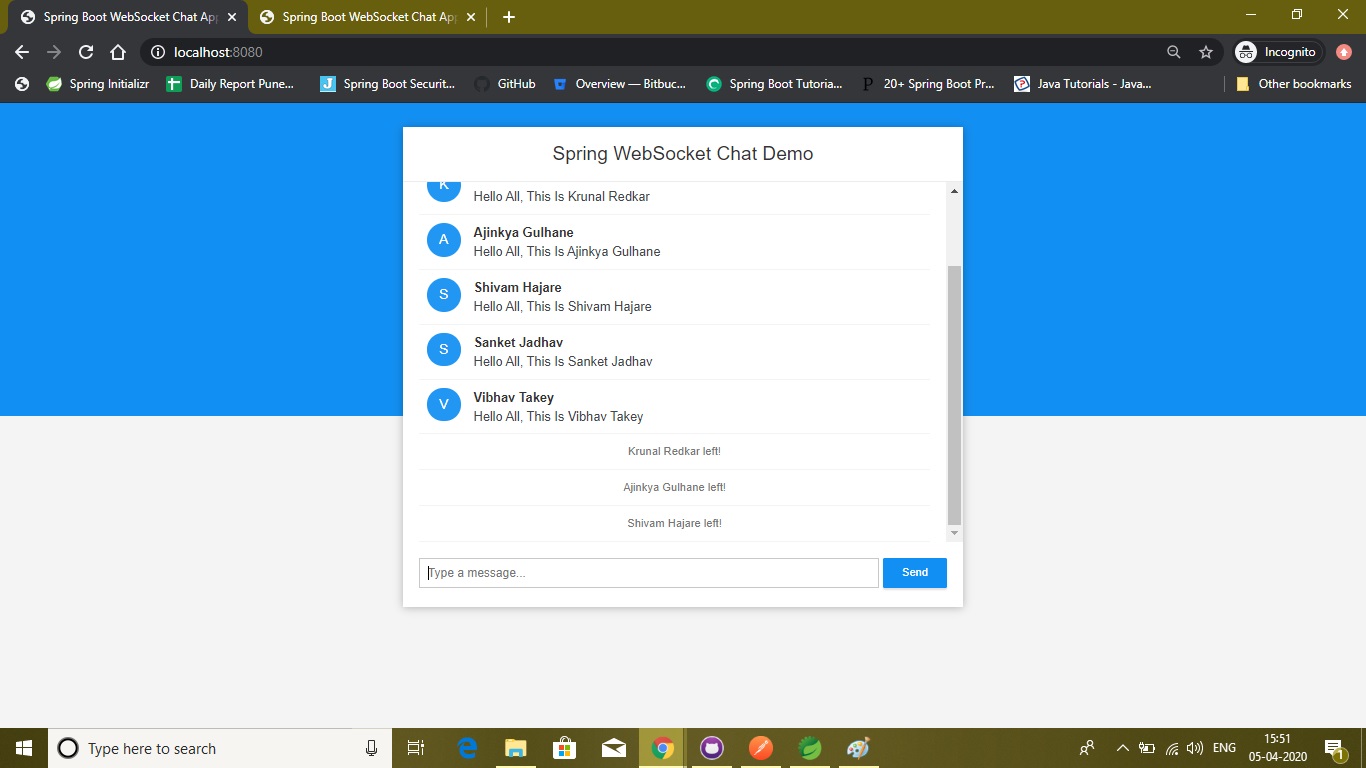 Spring Boot WebSocket Chat App
Spring Boot WebSocket Chat App
localhost:8080
Incognito
Spring Initializr
Daily Report Pune...
J
Spring Boot Securit...
GitHub
Overview — Bitbuc...
Spring Boot Tutoria...
P
20+ Spring Boot Pr...
Java Tutorials - Java...
Other bookmarks
Spring WebSocket Chat Demo
K
Hello All, This Is Krunal Redkar
A
Ajinkya Gulhane
Hello All, This Is Ajinkya Gulhane
S
Shivam Hajare
Hello All, This Is Shivam Hajare
S
Sanket Jadhav
Hello All, This Is Sanket Jadhav
V
Vibhav Takey
Hello All, This Is Vibhav Takey
Krunal Redkar left!
Ajinkya Gulhane left!
Shivam Hajare left!
Type a message...
Send
Type here to search
ENG
15:51
05-04-2020
1